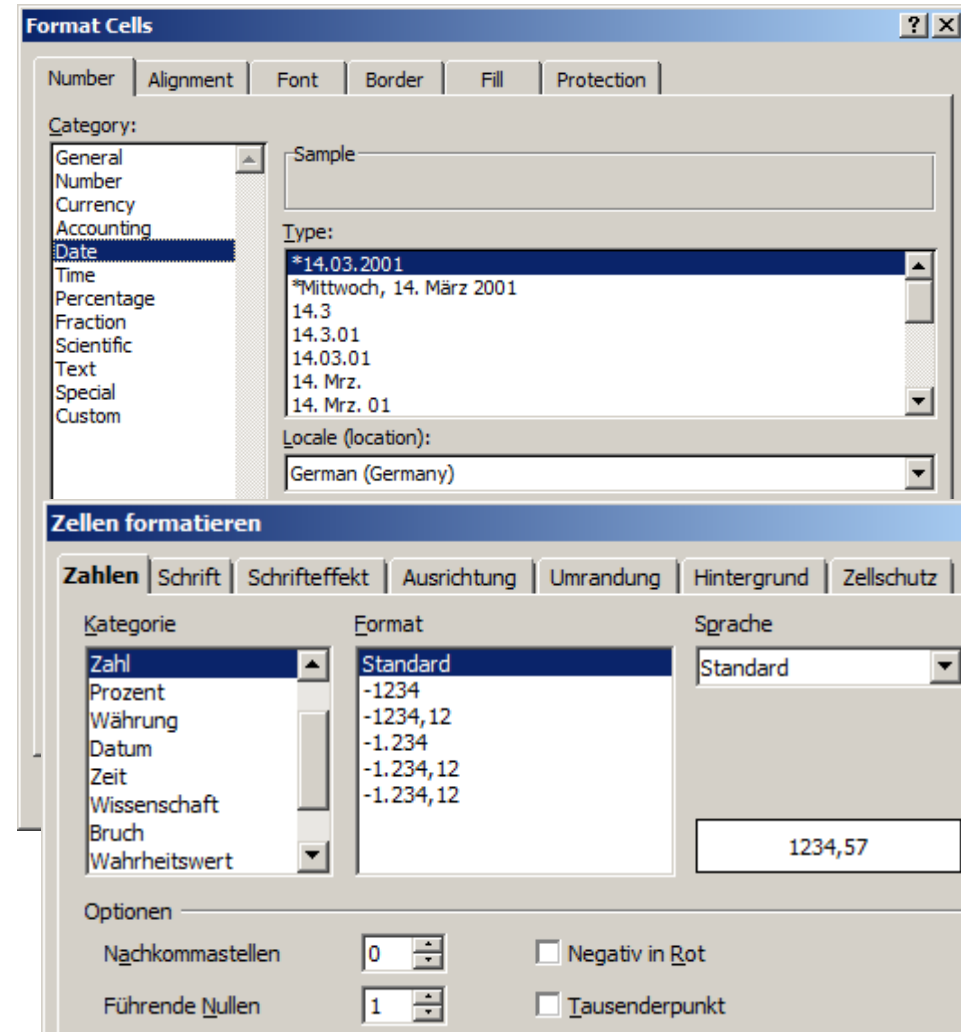 Format Cells
Number Alignment Font Border Fill Protection
Category:
General
Number
Currency
Accounting
Date
Time
Percentage
Fraction
Scientific
Text
Special
Custom
Sample
Type:
*14.03.2001
*Mittwoch, 14. März 2001
14.3
14.3.01
14.03.01
14. Mrz.
14. Mrz. 01
Locale (location):
German (Germany)
Zellen formatieren
Zahlen Schrift Schrifteffekt Ausrichtung Umrandung Hintergrund Zellschutz
Kategorie
Zahl
Prozent
Währung
Datum
Zeit
Wissenschaft
Bruch
Wahrheitswert
Format
Standard
-1234
-1234,12
-1.234
-1.234,12
-1.234,12
Sprache
Standard
1234,57
Optionen
Nachkommastellen 0 Negativ in Rot
Führende Nullen 1 Tausenderpunkt